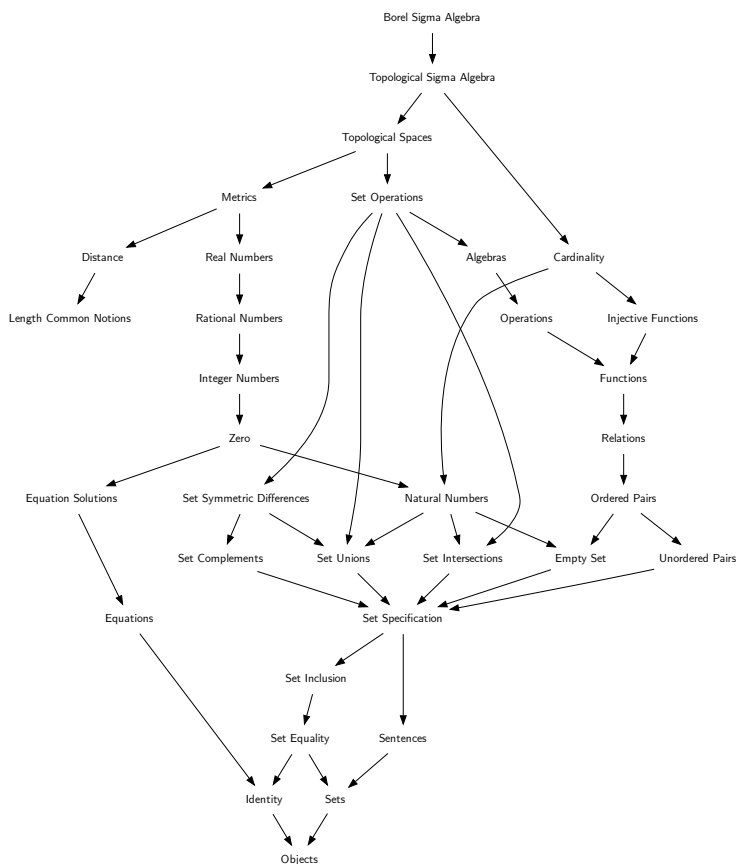 Borel Sigma Algebra
Topological Sigma Algebra
Topological Spaces
Metrics
Set Operations
Distance
Real Numbers
Algebras
Cardinality
Length Common Notions
Rational Numbers
Operations
Injective Functions
Integer Numbers
Functions
Zero
Relations
Equation Solutions
Set Symmetric Differences
Natural Numbers
Ordered Pairs
Set Complements
Set Unions
Set Intersections
Empty Set
Unordered Pairs
Equations
Set Specification
Set Inclusion
Set Equality
Sentences
Identity
Sets
Objects